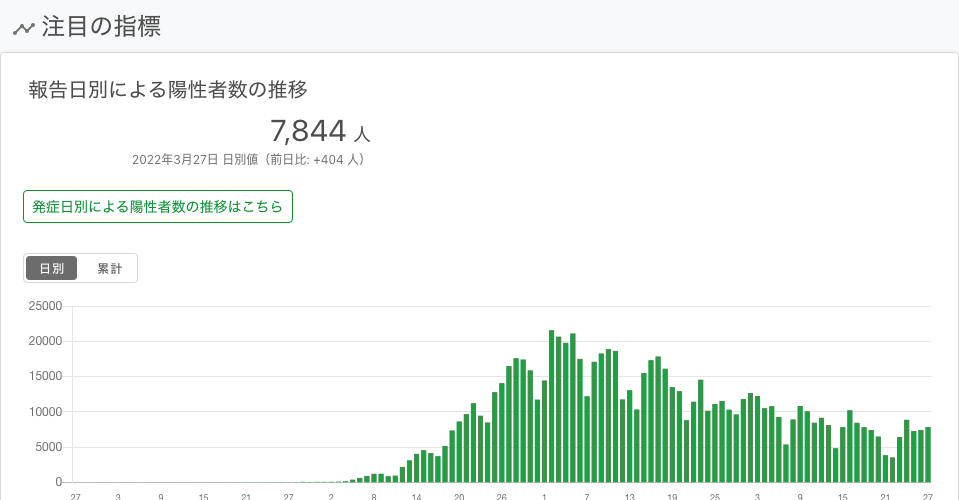 注目の指標
報告日別による陽性者数の推移
7,844 人
2022年3月27日 日別値（前日比: +404 人）
発症日別による陽性者数の推移はこちら
日別 累計
25000
20000
15000
10000
5000
0
27 3 9 15 21 27 2 8 14 20 26 1 7 13 19 25 3 9 15 21 27